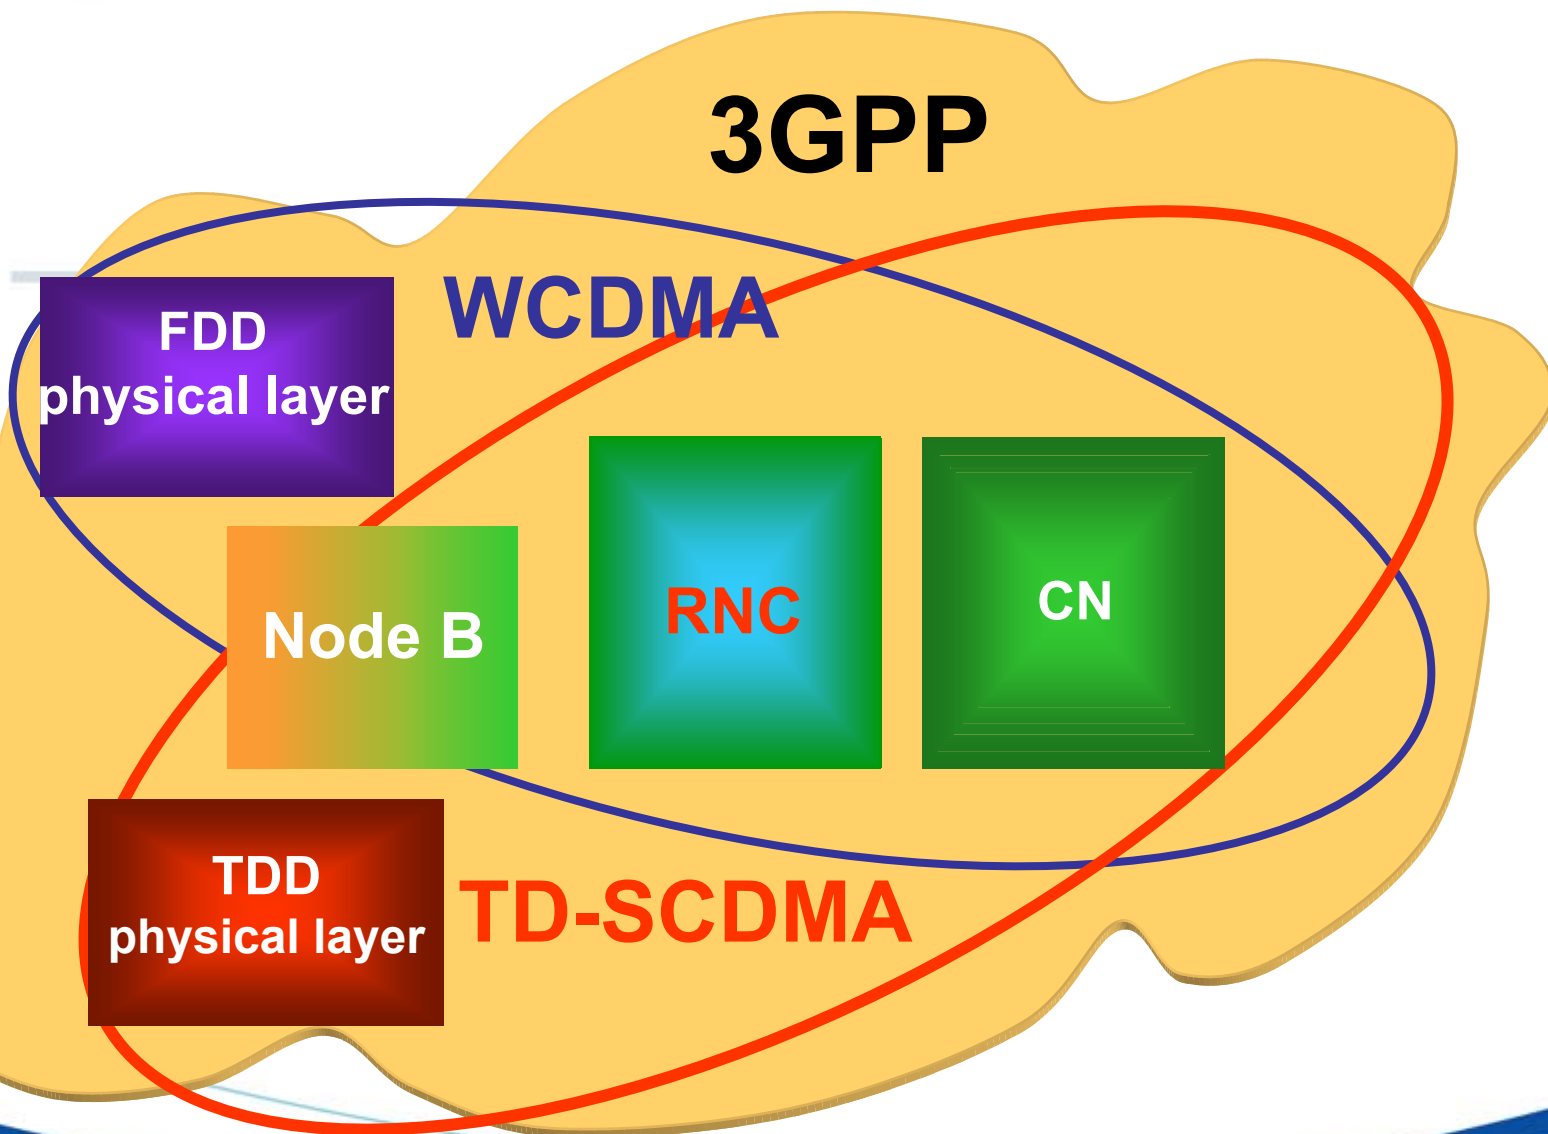 3GPP
WCDMA
FDD
physical layer
RNC
CN
Node B
TDD
physical layer
TD-SCDMA